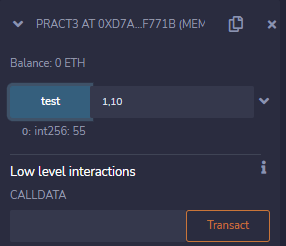 PRACT3 AT 0XD7A...F771B (MEM
Balance: 0 ETH
test 1,10
0: int256: 55
Low level interactions
i
CALLDATA
Transact